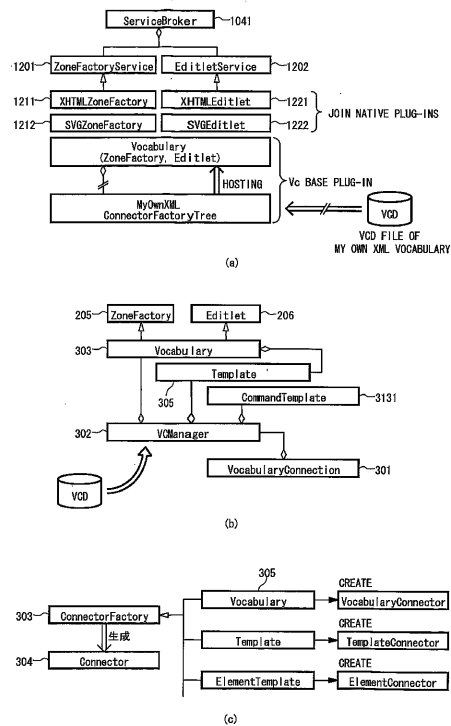 ServiceBroker 1041
1201 ZoneFactoryService EditletService 1202
1211 XHTMLZoneFactory XHTMLEditlet 1221
1212 SVGZoneFactory SVGEditlet 1222
JOIN NATIVE PLUG-INS
Vocabulary
(ZoneFactory, Editlet)
HOSTING
Vc BASE PLUG-IN
MyOwnXML
ConnectorFactoryTree
VCD
VCD FILE OF
MY OWN XML VOCABULARY
(a)
205 ZoneFactory Editlet 206
303 Vocabulary
Template
305
CommandTemplate 3131
302 VCManager
VCD
VocabularyConnection 301
(b)
305
CREATE
303 ConnectorFactory Vocabulary VocabularyConnector
生成
CREATE
304 Connector Template TemplateConnector
CREATE
ElementTemplate ElementConnector
(c)